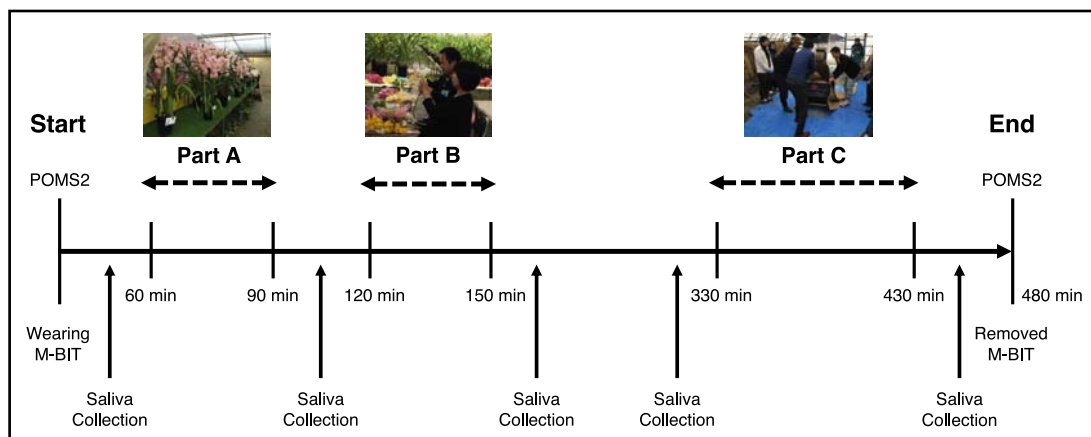 Start
End
Part A
Part B
Part C
POMS2
POMS2
60 min
90 min
120 min
150 min
330 min
430 min
480 min
Wearing
M-BIT
Removed
M-BIT
Saliva
Collection
Saliva
Collection
Saliva
Collection
Saliva
Collection
Saliva
Collection